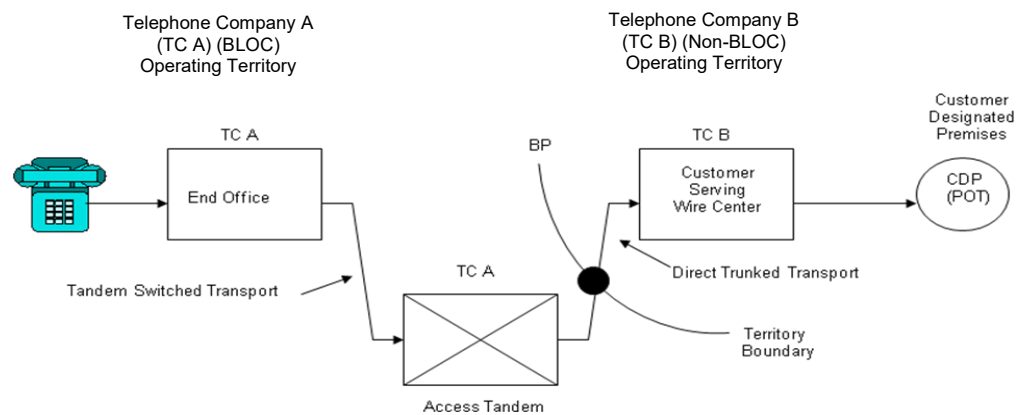 Telephone Company A
(TC A) (BLOC)
Operating Territory
Telephone Company B
(TC B) (Non-BLOC)
Operating Territory
Customer
Designated
Premises
TC A
BP
TC B
End Office
Customer
Serving
Wire Center
CDP
(POT)
Tandem Switched Transport
TC A
Direct Trunked Transport
Territory
Boundary
Access Tandem